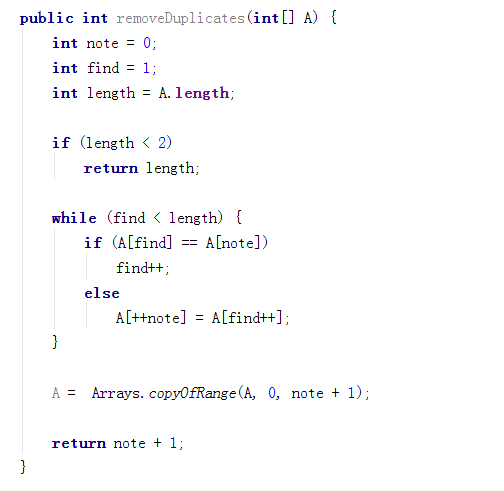 public int removeDuplicates(int[] A) {
    int note = 0;
    int find = 1;
    int length = A.length;
    if (length < 2)
        return length;
    while (find < length) {
        if (A[find] == A[note])
            find++;
        else
            A[++note] = A[find++];
    }
    A =  Arrays.copyOfRange(A, 0, note + 1);
    return note + 1;
}